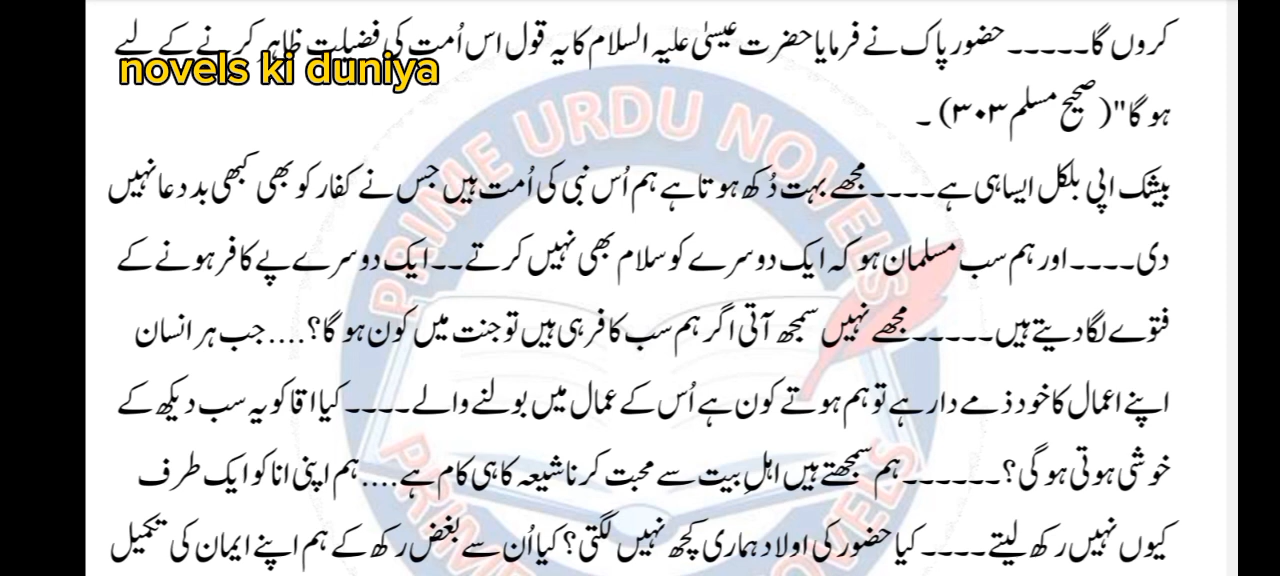 کروں گا۔۔۔۔۔ حضور پاک نے فرمایا حضرت عیسیٰ علیہ السلام کا یہ قول اس اُمت کی فضیلت ظاہر کرنے کے لیے
novels ki duniya
ہو گا"(صحیح مسلم ۳۰۳) ۔
بیشک اپی بلکل ایسا ہی ہے۔۔۔۔مجھے بہت دُکھ ہوتا ہے ہم اُس نبی کی اُمت ہیں جس نے کفار کو بھی کبھی بد دعا نہیں
دی۔۔۔۔اور ہم سب مسلمان ہو کہ ایک دوسرے کو سلام بھی نہیں کرتے۔۔ایک دوسرے پے کافر ہونے کے
فتوے لگا دیتے ہیں۔۔۔۔۔مجھے نہیں سمجھ آتی اگر ہم سب کافر ہی ہیں تو جنت میں کون ہو گا؟....جب ہر انسان
اپنے اعمال کا خود ذمے دار ہے تو ہم ہوتے کون ہے اُس کے عمال میں بولنے والے۔۔۔۔کیا اقا کو یہ سب دیکھ کے
خوشی ہوتی ہو گی؟۔۔۔۔۔۔ہم سمجھتے ہیں اہلِ بیت سے محبت کرنا شیعہ کا ہی کام ہے....ہم اپنی انا کو ایک طرف
کیوں نہیں رکھ لیتے۔۔۔۔کیا حضور کی اولاد ہماری کچھ نہیں لگتی؟کیا اُن سے بغض رکھ کے ہم اپنے ایمان کی تکمیل
PRIME URDU NOVELS